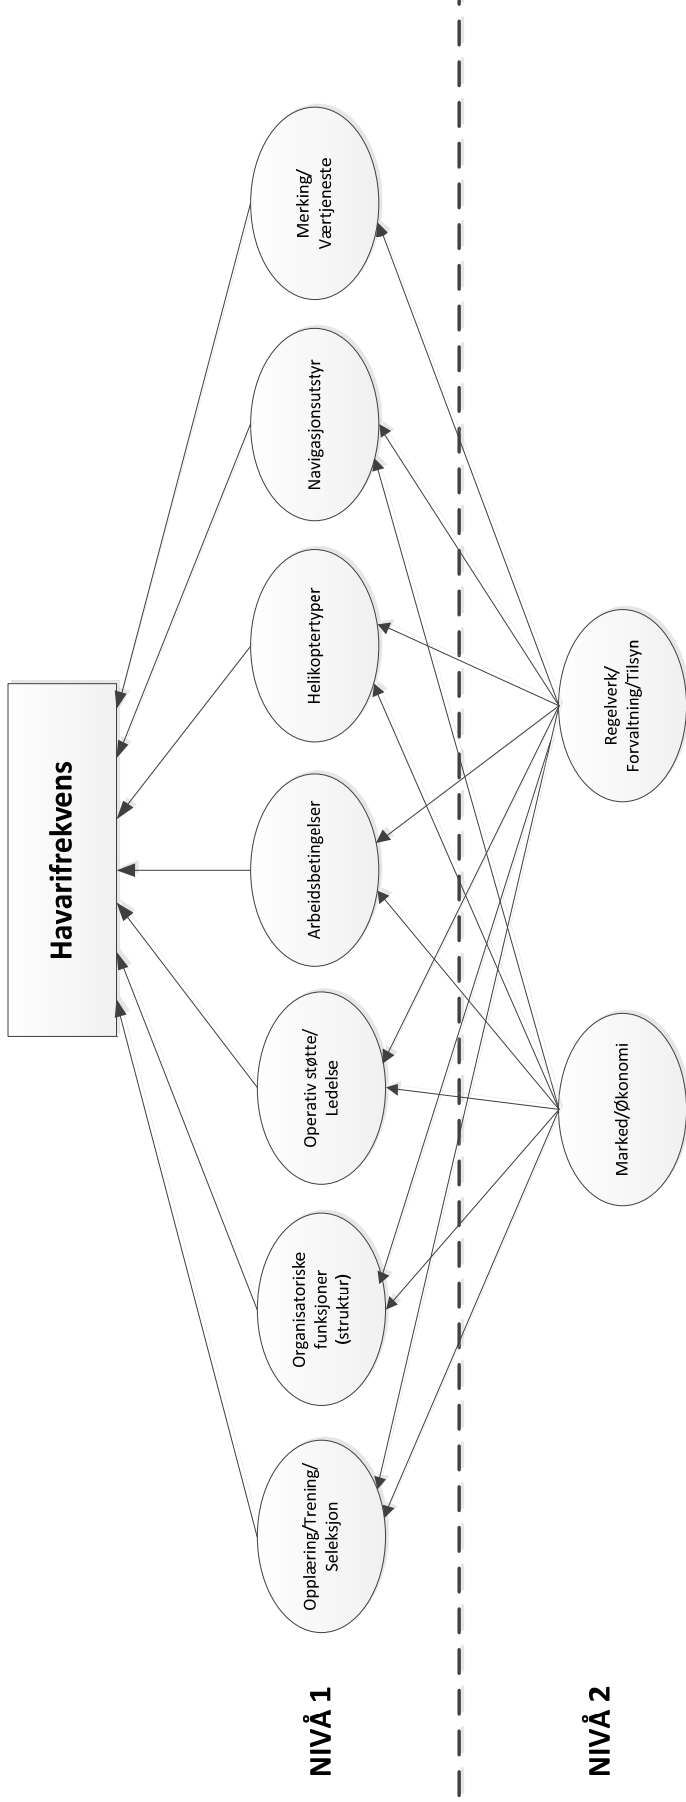 Havarifrekvens
NIVÅ 1
Opplæring/Trening/
Seleksjon
Organisatoriske
funksjoner
(struktur)
Operativ støtte/
Ledelse
Arbeidsbetingelser
Helikoptertyper
Navigasjonsutstyr
Merking/
Værtjeneste
NIVÅ 2
Marked/Økonomi
Regelverk/
Forvaltning/Tilsyn